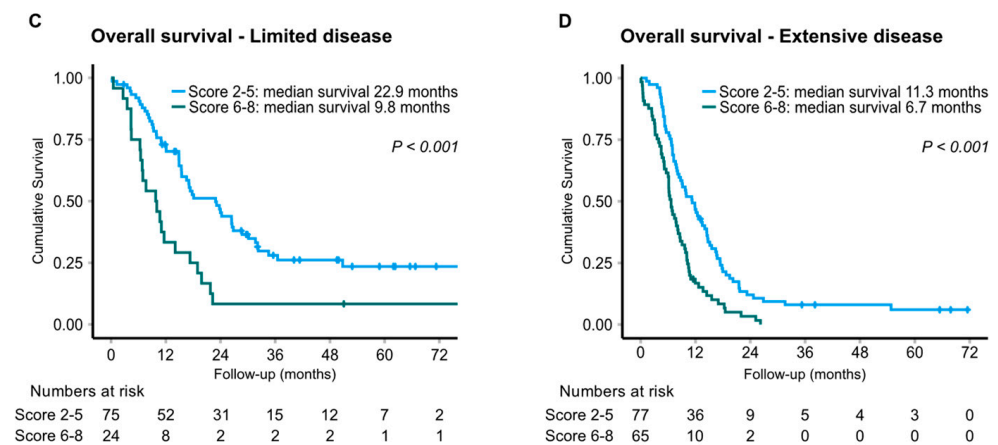 C
Overall survival - Limited disease
1.00
0.75
0.50
0.25
0.00
Cumulative Survival
Score 2-5: median survival 22.9 months
Score 6-8: median survival 9.8 months
P < 0.001
0 12 24 36 48 60 72
Follow-up (months)
Numbers at risk
Score 2-5 75 52 31 15 12 7 2
Score 6-8 24 8 2 2 2 1 1
D
Overall survival - Extensive disease
1.00
0.75
0.50
0.25
0.00
Cumulative Survival
Score 2-5: median survival 11.3 months
Score 6-8: median survival 6.7 months
P < 0.001
0 12 24 36 48 60 72
Follow-up (months)
Numbers at risk
Score 2-5 77 36 9 5 4 3 0
Score 6-8 65 10 2 0 0 0 0